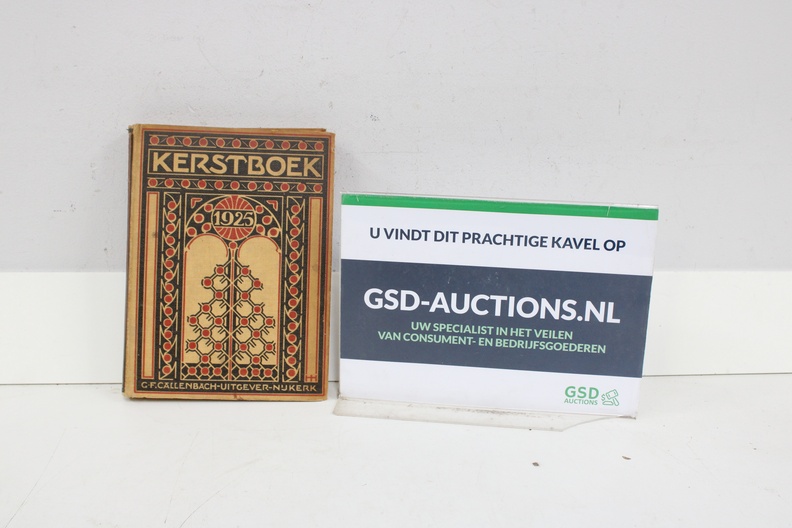 KERSTBOEK
1925
G·F·CALLENBACH-UITGEVER-NIJKERK
U VINDT DIT PRACHTIGE KAVEL OP
GSD-AUCTIONS.NL
UW SPECIALIST IN HET VEILEN
VAN CONSUMENT- EN BEDRIJFSGOEDEREN
GSD
AUCTIONS